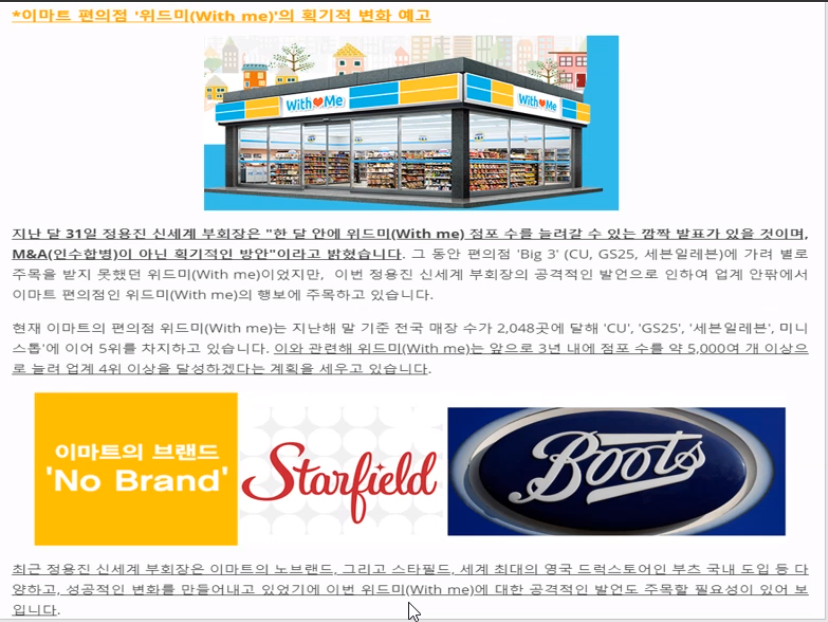 *이마트 편의점 '위드미(With me)'의 획기적 변화 예고
With Me
With Me
지난 달 31일 정용진 신세계 부회장은 "한 달 안에 위드미(With me) 점포 수를 늘려갈 수 있는 깜짝 발표가 있을 것이며,
M&A(인수합병)이 아닌 획기적인 방안"이라고 밝혔습니다. 그 동안 편의점 'Big 3' (CU, GS25, 세븐일레븐)에 가려 별로
주목을 받지 못했던 위드미(With me)이었지만, 이번 정용진 신세계 부회장의 공격적인 발언으로 인하여 업계 안팎에서
이마트 편의점인 위드미(With me)의 행보에 주목하고 있습니다.
현재 이마트의 편의점 위드미(With me)는 지난해 말 기준 전국 매장 수가 2,048곳에 달해 'CU', 'GS25', '세븐일레븐', 미니
스톱'에 이어 5위를 차지하고 있습니다. 이와 관련해 위드미(With me)는 앞으로 3년 내에 점포 수를 약 5,000여 개 이상으
로 늘려 업계 4위 이상을 달성하겠다는 계획을 세우고 있습니다.
이마트의 브랜드
'No Brand'
Starfield
Boots
최근 정용진 신세계 부회장은 이마트의 노브랜드, 그리고 스타필드, 세계 최대의 영국 드럭스토어인 부츠 국내 도입 등 다
양하고, 성공적인 변화를 만들어내고 있었기에 이번 위드미(With me)에 대한 공격적인 발언도 주목할 필요성이 있어 보
입니다.